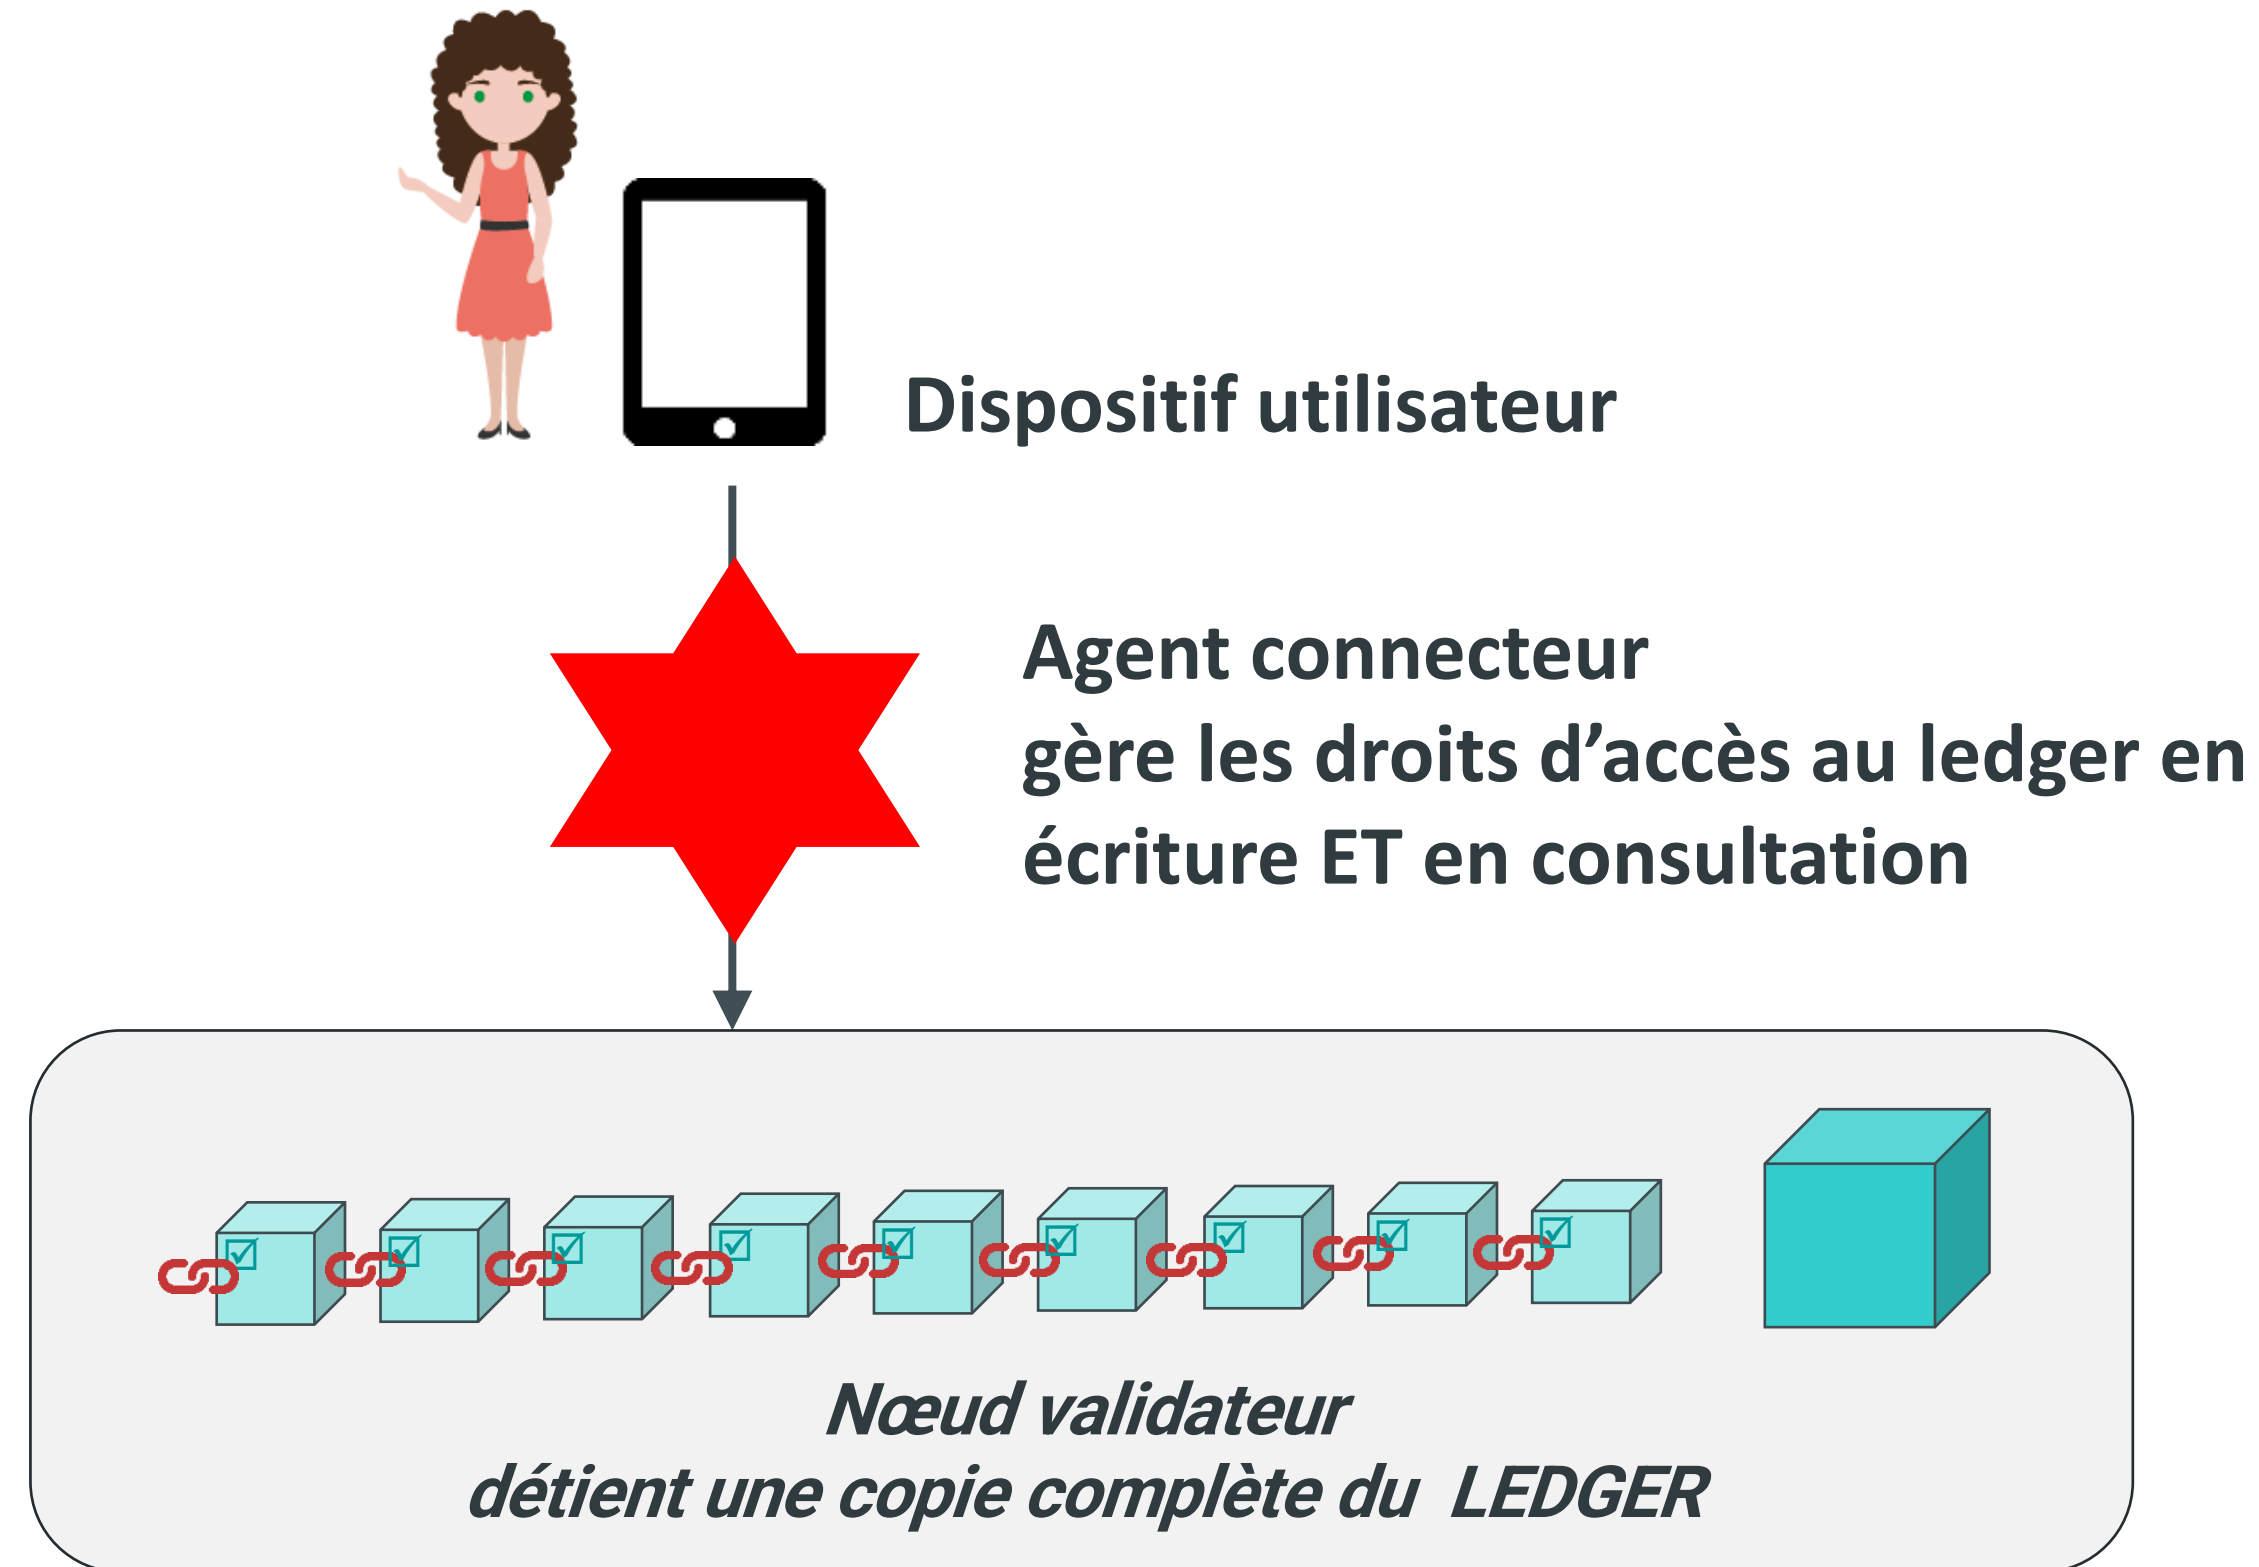 Dispositif utilisateur
Agent connecteur
gère les droits d’accès au ledger en
écriture ET en consultation
Nœud validateur
détient une copie complète du LEDGER